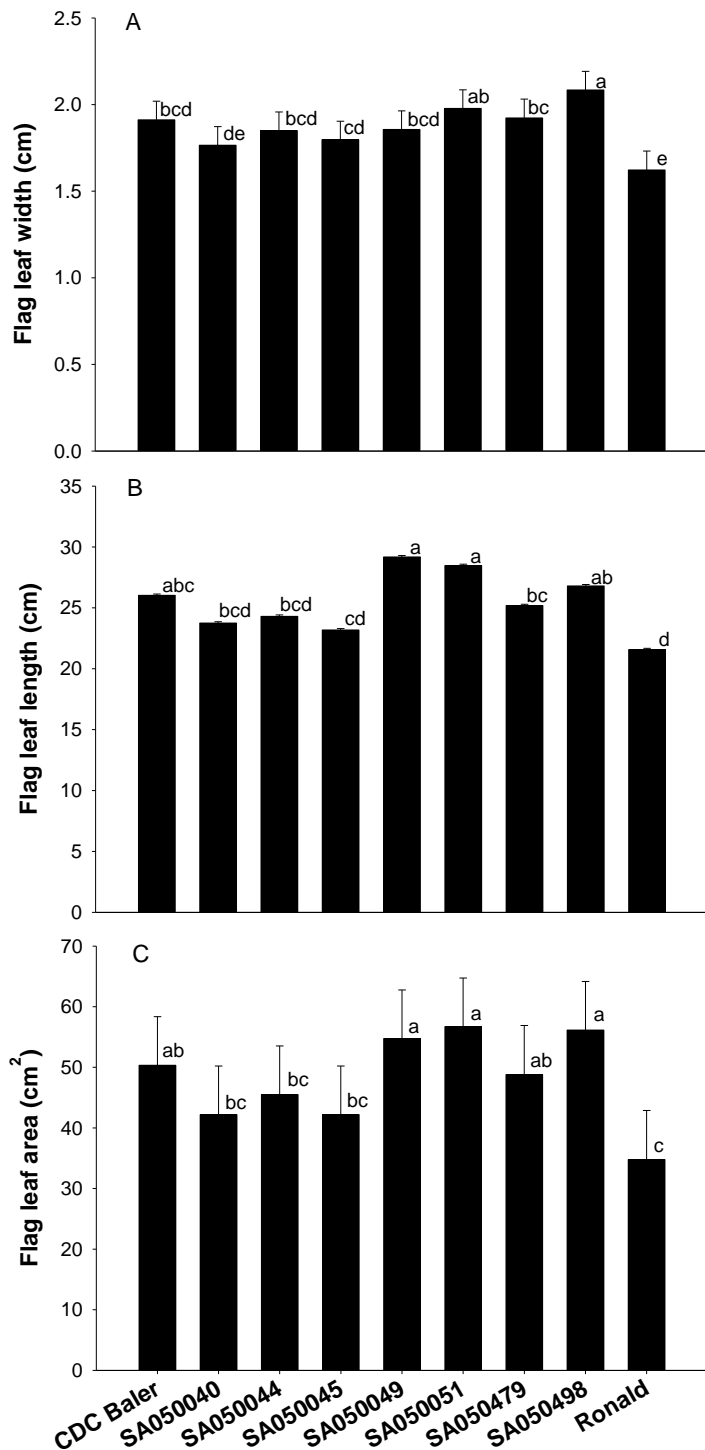 A
2.5
2.0
1.5
1.0
0.5
0.0
Flag leaf width (cm)
bcd
de
bcd
cd
bcd
ab
bc
a
e
B
35
30
25
20
15
10
5
0
Flag leaf length (cm)
abc
bcd
bcd
cd
a
a
bc
ab
d
C
70
60
50
40
30
20
10
0
Flag leaf area (cm²)
ab
bc
bc
bc
a
a
ab
a
c
CDC Baler
SA050040
SA050044
SA050045
SA050049
SA050051
SA050479
SA050498
Ronald